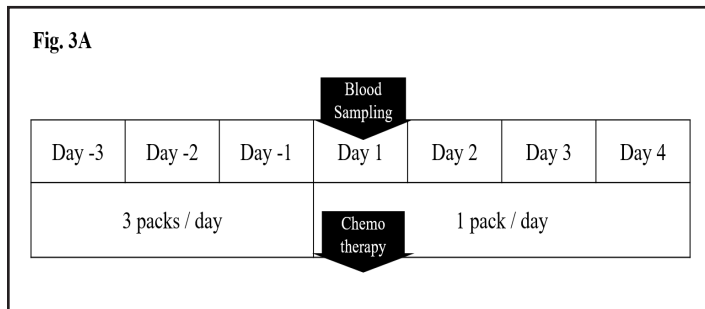 Fig. 3A
Blood
Sampling
Day -3 Day -2 Day -1 Day 1 Day 2 Day 3 Day 4
3 packs / day 1 pack / day
Chemo
therapy